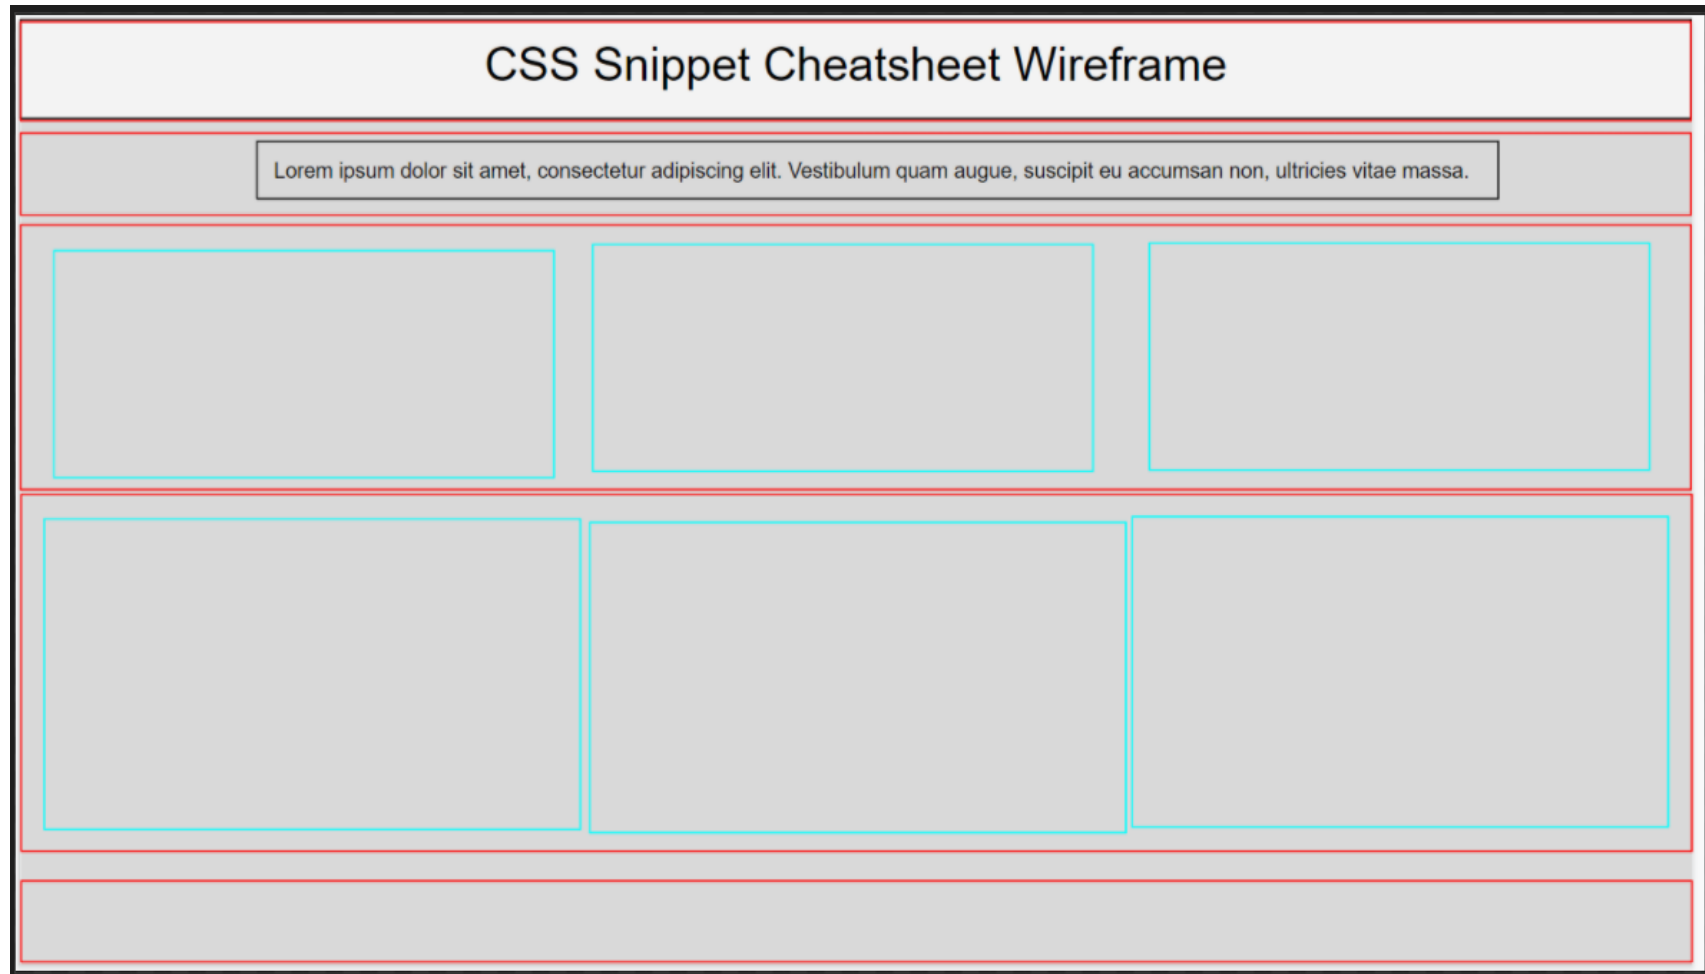 CSS Snippet Cheatsheet Wireframe
Lorem ipsum dolor sit amet, consectetur adipiscing elit. Vestibulum quam augue, suscipit eu accumsan non, ultricies vitae massa.